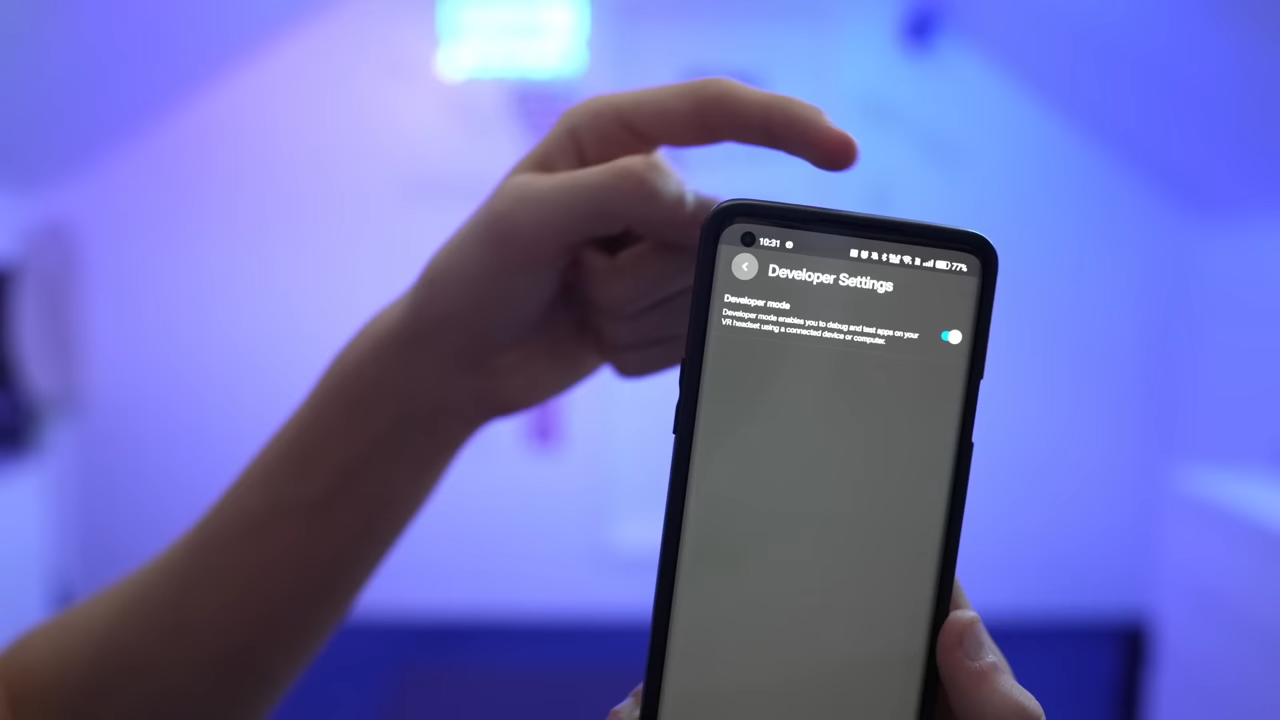 10:31
77%
Developer Settings
Developer mode
Developer mode enables you to debug and test apps on your
VR headset using a connected device or computer.